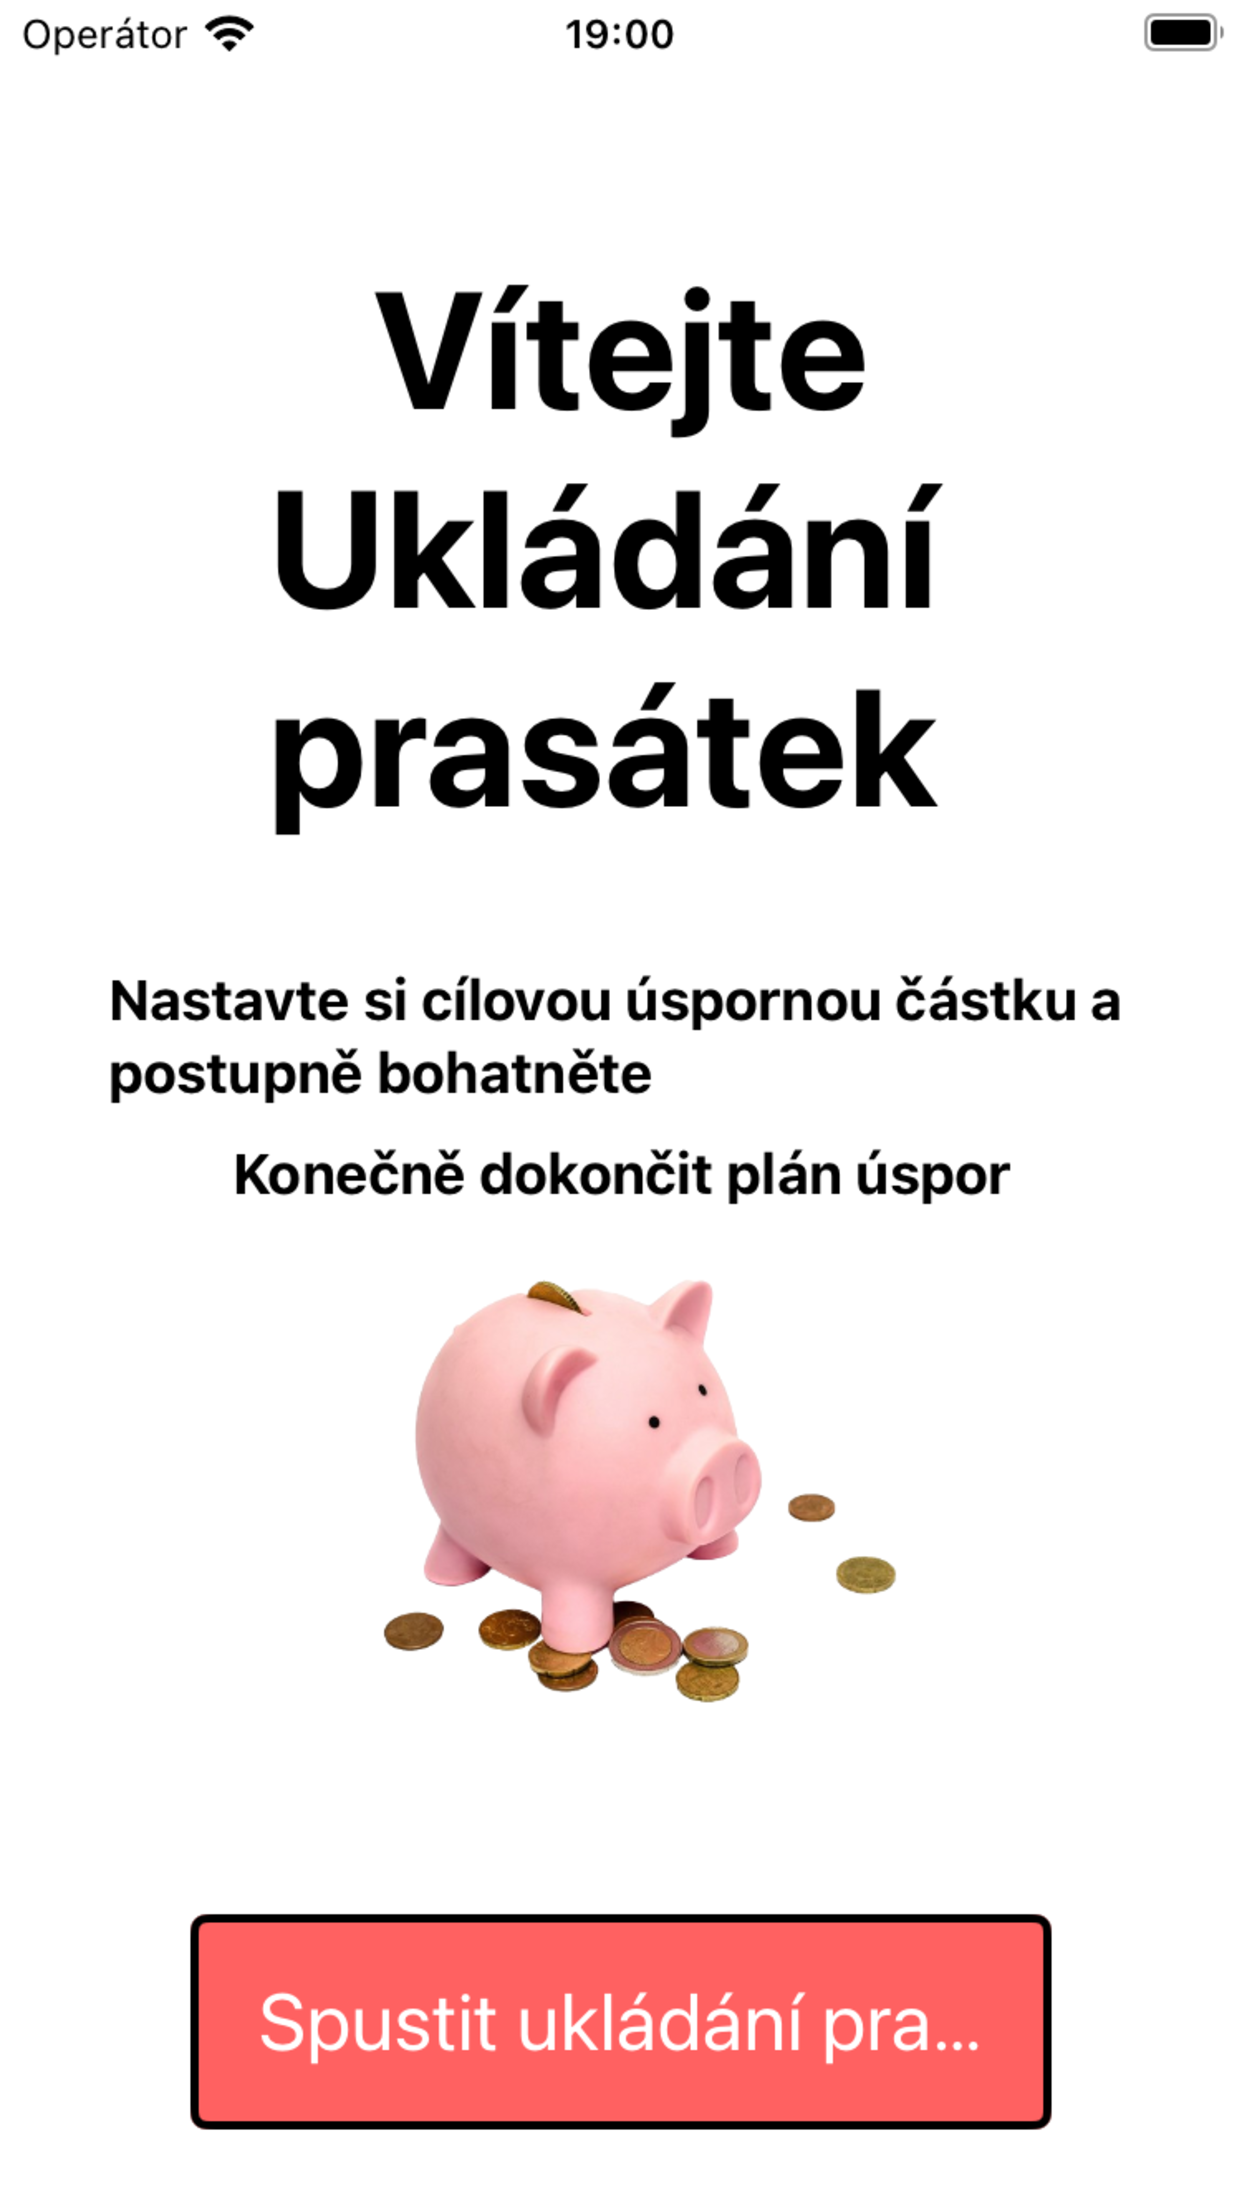 Operátor 19:00
Vítejte
Ukládání
prasátek
Nastavte si cílovou úspornou částku a
postupně bohatněte
Konečně dokončit plán úspor
Spustit ukládání pra...